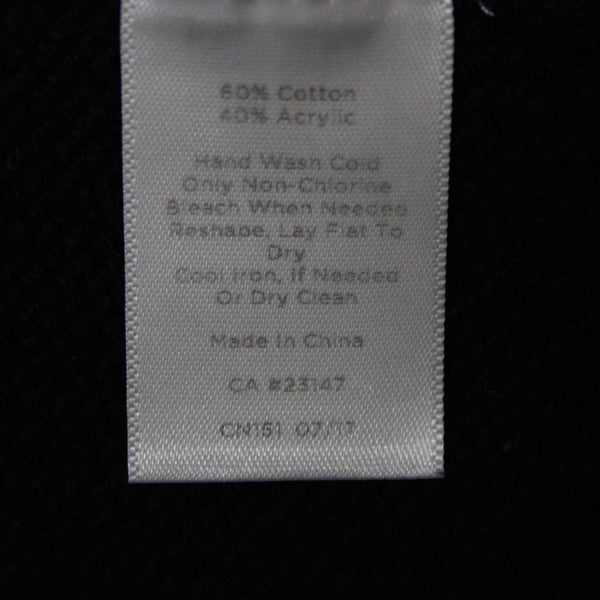 60% Cotton
40% Acrylic
Hand Wash Cold
Only Non-Chlorine
Bleach When Needed
Reshape, Lay Flat To
Dry
Cool Iron, If Needed
Or Dry Clean
Made In China
CA #23147
CN151 07/17